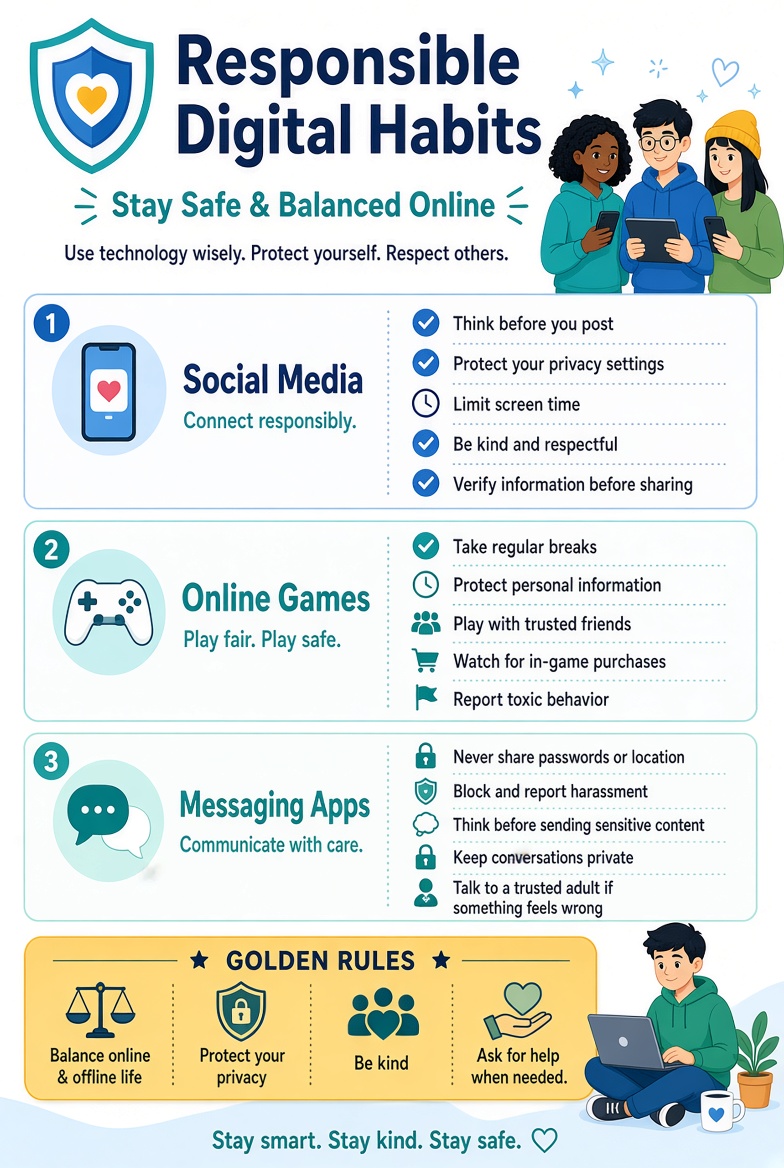 Responsible
Digital Habits
Stay Safe & Balanced Online
Use technology wisely. Protect yourself. Respect others.
1
Social Media
Connect responsibly.
Think before you post
Protect your privacy settings
Limit screen time
Be kind and respectful
Verify information before sharing
2
Online Games
Play fair. Play safe.
Take regular breaks
Protect personal information
Play with trusted friends
Watch for in-game purchases
Report toxic behavior
3
Messaging Apps
Communicate with care.
Never share passwords or location
Block and report harassment
Think before sending sensitive content
Keep conversations private
Talk to a trusted adult if
something feels wrong
GOLDEN RULES
Balance online
& offline life
Protect your
privacy
Be kind
Ask for help
when needed.
Stay smart. Stay kind. Stay safe.